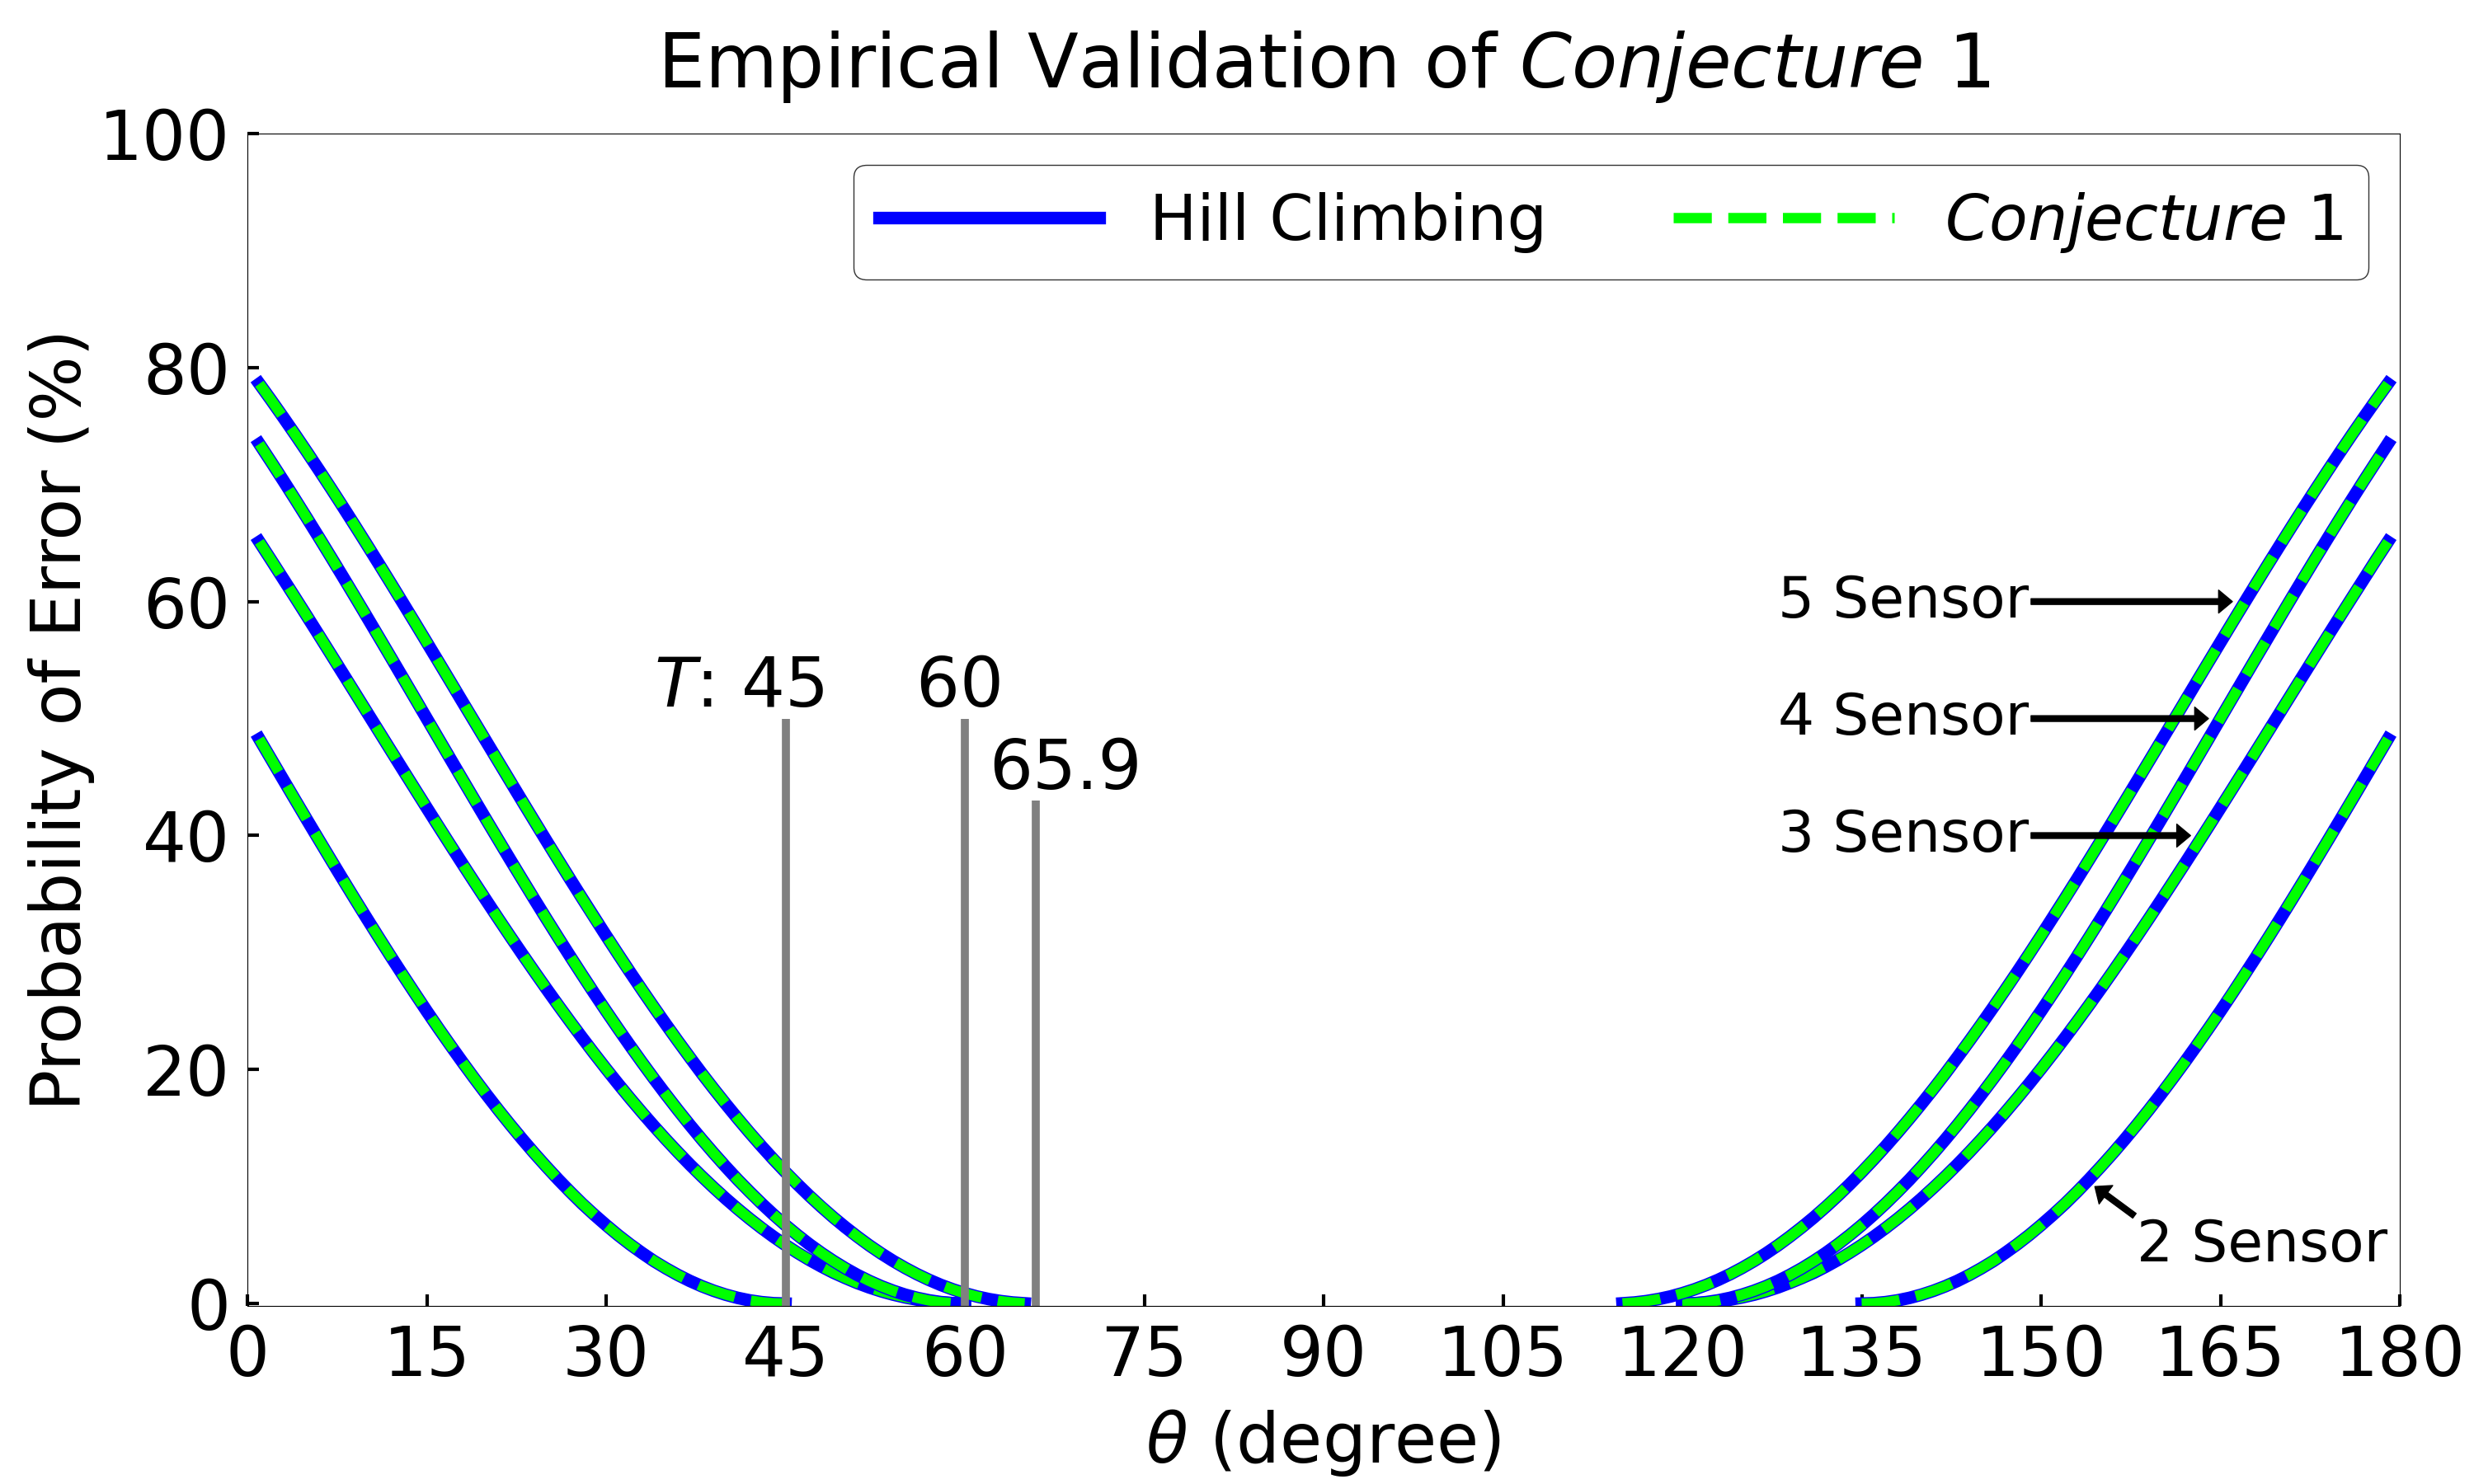 Empirical Validation of Conjecture 1
Probability of Error (%)
100
80
60
40
20
0
Hill Climbing
Conjecture 1
T: 45
60
65.9
5 Sensor
4 Sensor
3 Sensor
2 Sensor
0 15 30 45 60 75 90 105 120 135 150 165 180
θ (degree)